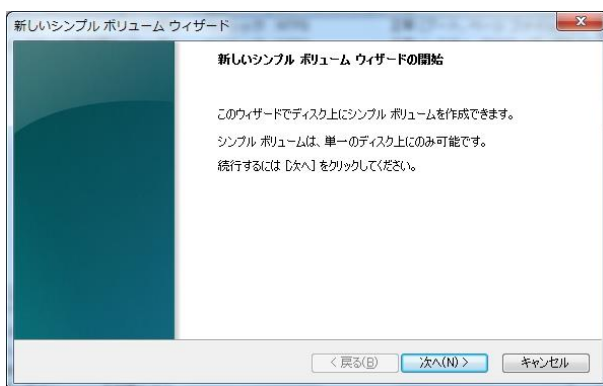 新しいシンプル ボリューム ウィザード
新しいシンプル ボリューム ウィザードの開始
このウィザードでディスク上にシンプル ボリュームを作成できます。
シンプル ボリュームは、単一のディスク上にのみ可能です。
続行するには [次へ] をクリックしてください。
< 戻る(B)
次へ(N) >
キャンセル